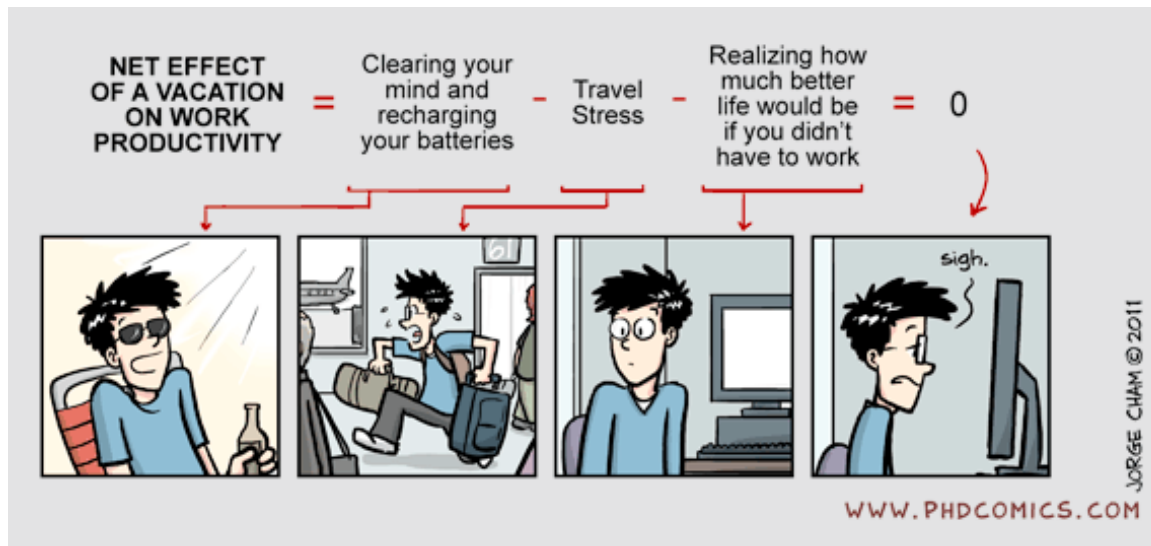 NET EFFECT
OF A VACATION
ON WORK
PRODUCTIVITY
=
Clearing your
mind and
recharging
your batteries
-
Travel
Stress
-
Realizing how
much better
life would be
if you didn't
have to work
=
0
61
sigh.
JORGE CHAM © 2011
WWW.PHDCOMICS.COM